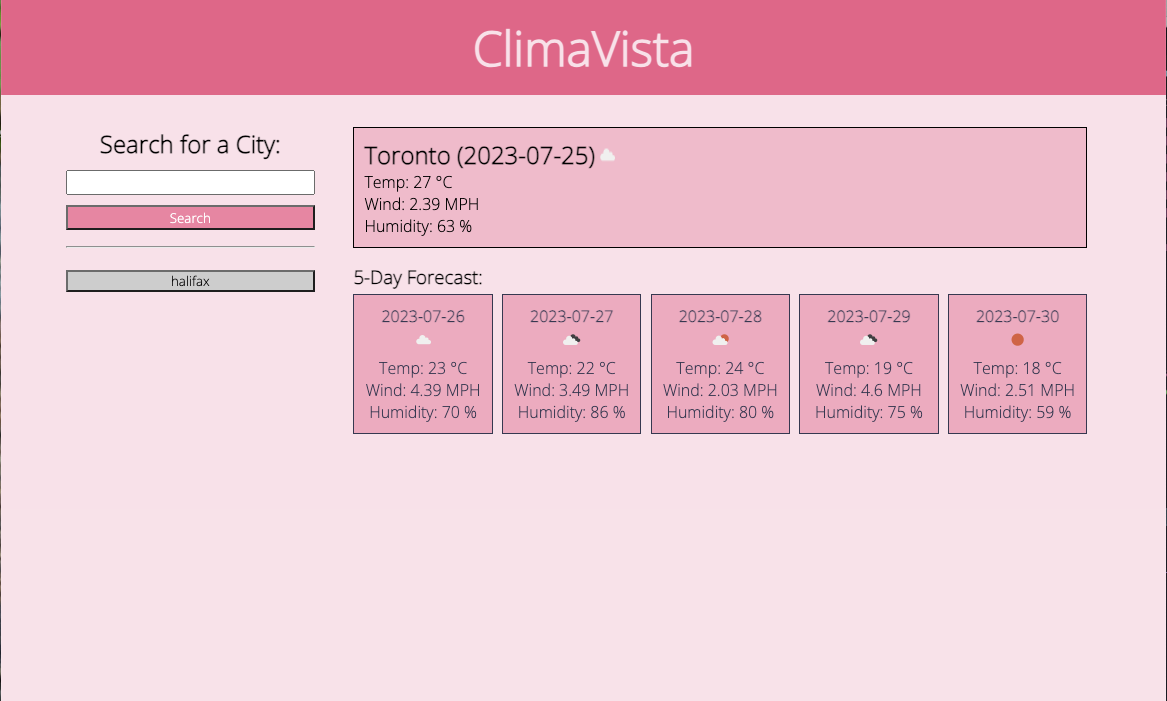 ClimaVista
Search for a City:
Search
halifax
Toronto (2023-07-25)
Temp: 27 °C
Wind: 2.39 MPH
Humidity: 63 %
5-Day Forecast:
2023-07-26
Temp: 23 °C
Wind: 4.39 MPH
Humidity: 70 %
2023-07-27
Temp: 22 °C
Wind: 3.49 MPH
Humidity: 86 %
2023-07-28
Temp: 24 °C
Wind: 2.03 MPH
Humidity: 80 %
2023-07-29
Temp: 19 °C
Wind: 4.6 MPH
Humidity: 75 %
2023-07-30
Temp: 18 °C
Wind: 2.51 MPH
Humidity: 59 %